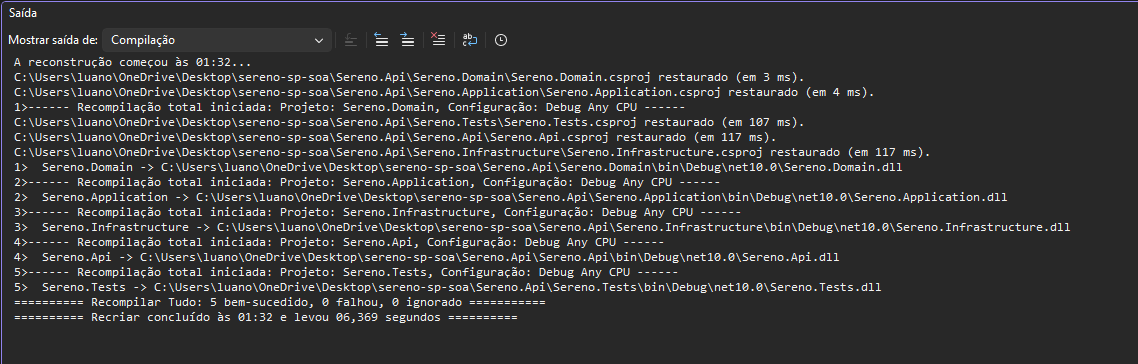 Saída
Mostrar saída de: Compilação
A reconstrução começou às 01:32...
C:\Users\luano\OneDrive\Desktop\sereno-sp-soa\Sereno.Api\Sereno.Domain\Sereno.Domain.csproj restaurado (em 3 ms).
C:\Users\luano\OneDrive\Desktop\sereno-sp-soa\Sereno.Api\Sereno.Application\Sereno.Application.csproj restaurado (em 4 ms).
1>------ Recompilação total iniciada: Projeto: Sereno.Domain, Configuração: Debug Any CPU ------
C:\Users\luano\OneDrive\Desktop\sereno-sp-soa\Sereno.Api\Sereno.Tests\Sereno.Tests.csproj restaurado (em 107 ms).
C:\Users\luano\OneDrive\Desktop\sereno-sp-soa\Sereno.Api\Sereno.Api\Sereno.Api.csproj restaurado (em 117 ms).
C:\Users\luano\OneDrive\Desktop\sereno-sp-soa\Sereno.Api\Sereno.Infrastructure\Sereno.Infrastructure.csproj restaurado (em 117 ms).
1>  Sereno.Domain -> C:\Users\luano\OneDrive\Desktop\sereno-sp-soa\Sereno.Api\Sereno.Domain\bin\Debug\net10.0\Sereno.Domain.dll
2>------ Recompilação total iniciada: Projeto: Sereno.Application, Configuração: Debug Any CPU ------
2>  Sereno.Application -> C:\Users\luano\OneDrive\Desktop\sereno-sp-soa\Sereno.Api\Sereno.Application\bin\Debug\net10.0\Sereno.Application.dll
3>------ Recompilação total iniciada: Projeto: Sereno.Infrastructure, Configuração: Debug Any CPU ------
3>  Sereno.Infrastructure -> C:\Users\luano\OneDrive\Desktop\sereno-sp-soa\Sereno.Api\Sereno.Infrastructure\bin\Debug\net10.0\Sereno.Infrastructure.dll
4>------ Recompilação total iniciada: Projeto: Sereno.Api, Configuração: Debug Any CPU ------
4>  Sereno.Api -> C:\Users\luano\OneDrive\Desktop\sereno-sp-soa\Sereno.Api\Sereno.Api\bin\Debug\net10.0\Sereno.Api.dll
5>------ Recompilação total iniciada: Projeto: Sereno.Tests, Configuração: Debug Any CPU ------
5>  Sereno.Tests -> C:\Users\luano\OneDrive\Desktop\sereno-sp-soa\Sereno.Api\Sereno.Tests\bin\Debug\net10.0\Sereno.Tests.dll
========== Recompilar Tudo: 5 bem-sucedido, 0 falhou, 0 ignorado ===========
========== Recriar concluído às 01:32 e levou 06,369 segundos ==========